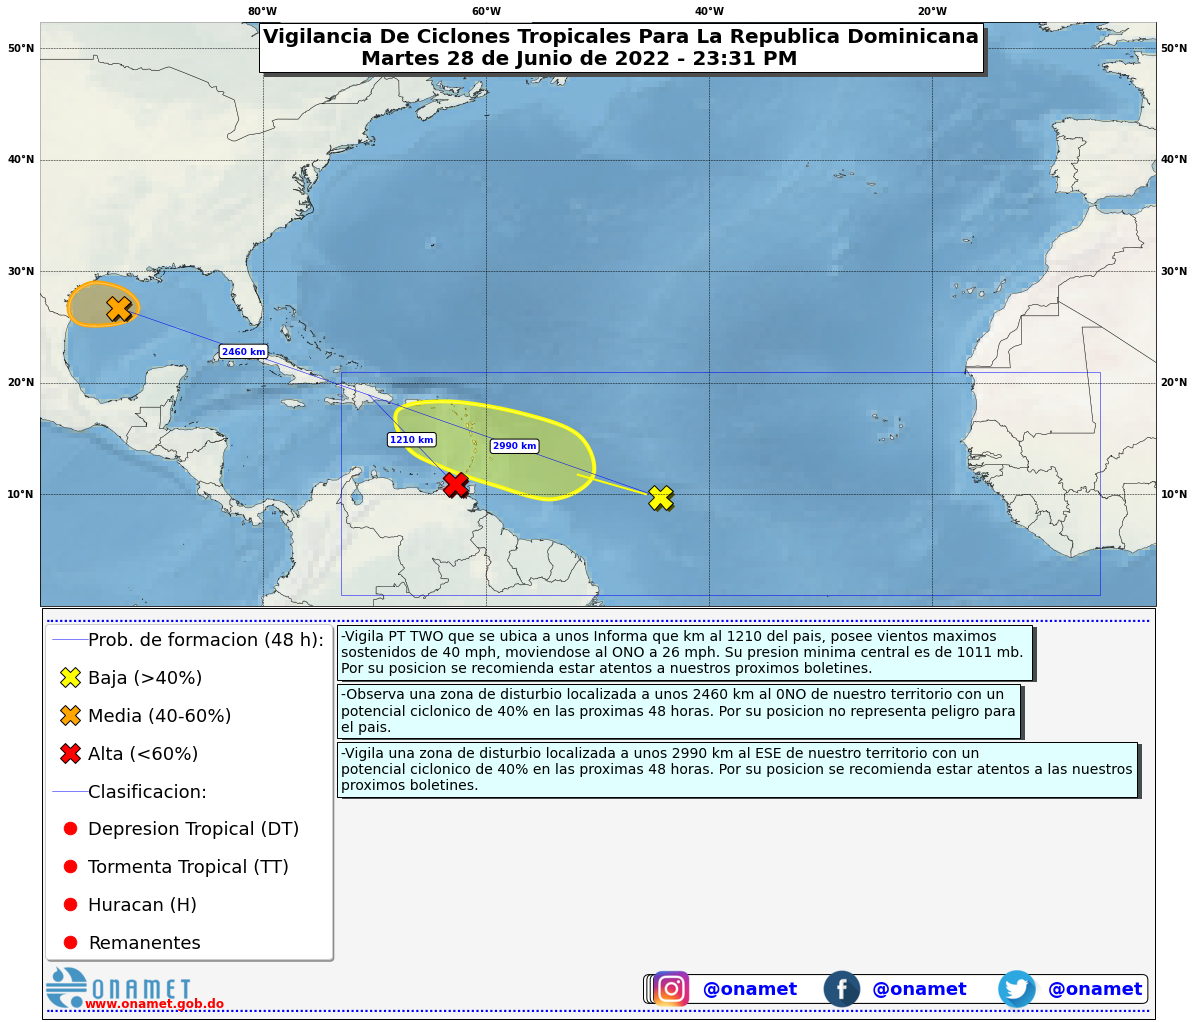 80°W 60°W 40°W 20°W
Vigilancia De Ciclones Tropicales Para La Republica Dominicana
Martes 28 de Junio de 2022 - 23:31 PM
50°N 50°N
40°N 40°N
30°N 30°N
2460 km
20°N 20°N
1210 km
2990 km
10°N 10°N
Prob. de formacion (48 h):
Baja (>40%)
Media (40-60%)
Alta (<60%)
Clasificacion:
Depresion Tropical (DT)
Tormenta Tropical (TT)
Huracan (H)
Remanentes
-Vigila PT TWO que se ubica a unos Informa que km al 1210 del pais, posee vientos maximos
sostenidos de 40 mph, moviendose al ONO a 26 mph. Su presion minima central es de 1011 mb.
Por su posicion se recomienda estar atentos a nuestros proximos boletines.
-Observa una zona de disturbio localizada a unos 2460 km al 0NO de nuestro territorio con un
potencial ciclonico de 40% en las proximas 48 horas. Por su posicion no representa peligro para
el pais.
-Vigila una zona de disturbio localizada a unos 2990 km al ESE de nuestro territorio con un
potencial ciclonico de 40% en las proximas 48 horas. Por su posicion se recomienda estar atentos a las nuestros
proximos boletines.
ONAMET
www.onamet.gob.do
@onamet @onamet @onamet